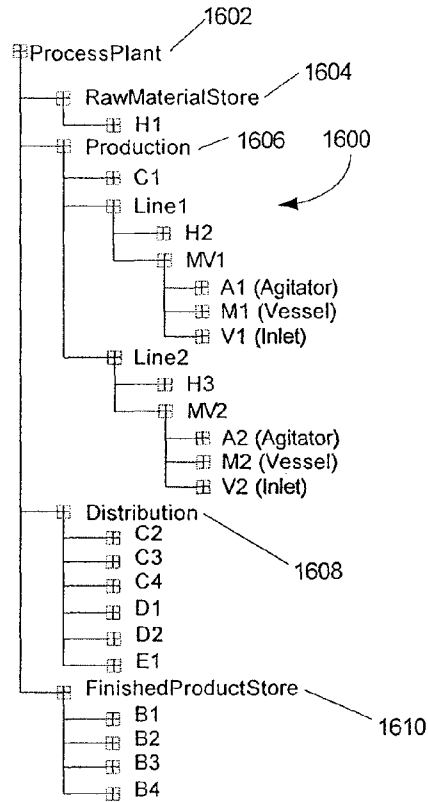 1602
ProcessPlant
RawMaterialStore 1604
H1
Production 1606 1600
C1
Line1
H2
MV1
A1 (Agitator)
M1 (Vessel)
V1 (Inlet)
Line2
H3
MV2
A2 (Agitator)
M2 (Vessel)
V2 (Inlet)
Distribution
C2
C3
1608
C4
D1
D2
E1
FinishedProductStore
1610
B1
B2
B3
B4